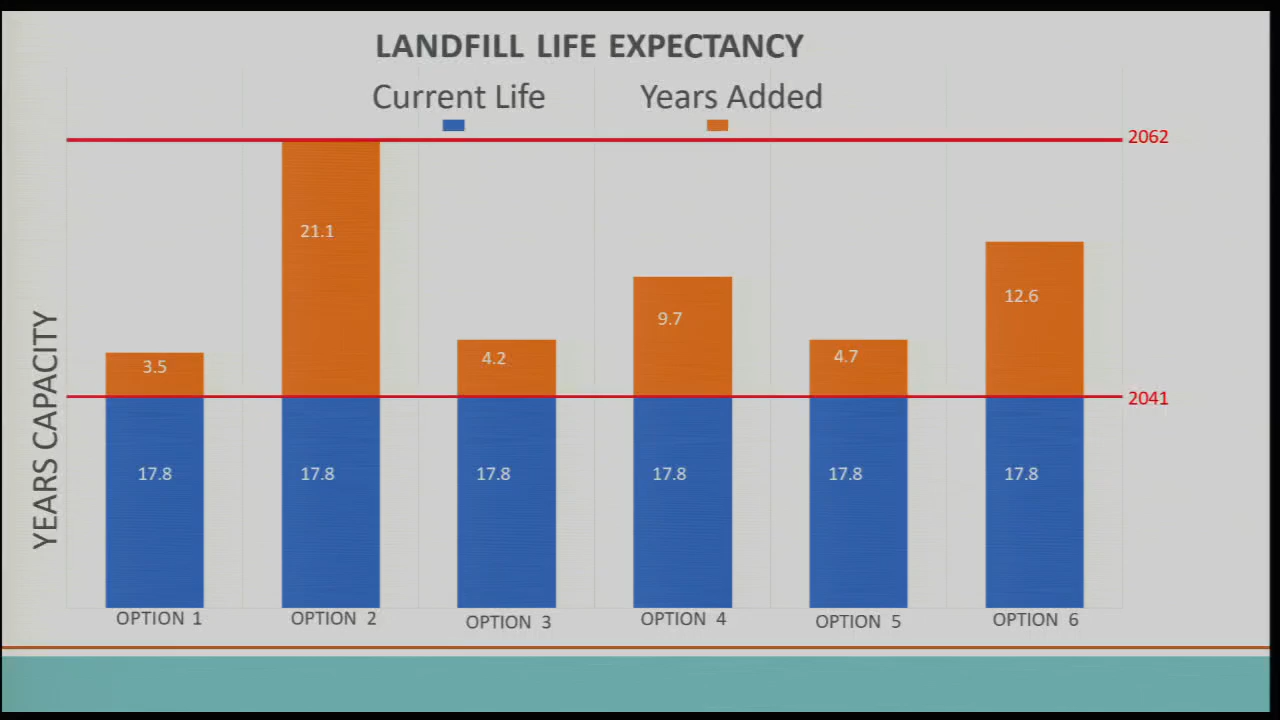 LANDFILL LIFE EXPECTANCY
Current Life
Years Added
2062
21.1
12.6
9.7
3.5
4.2
4.7
2041
17.8
17.8
17.8
17.8
17.8
17.8
YEARS CAPACITY
OPTION 1
OPTION 2
OPTION 3
OPTION 4
OPTION 5
OPTION 6